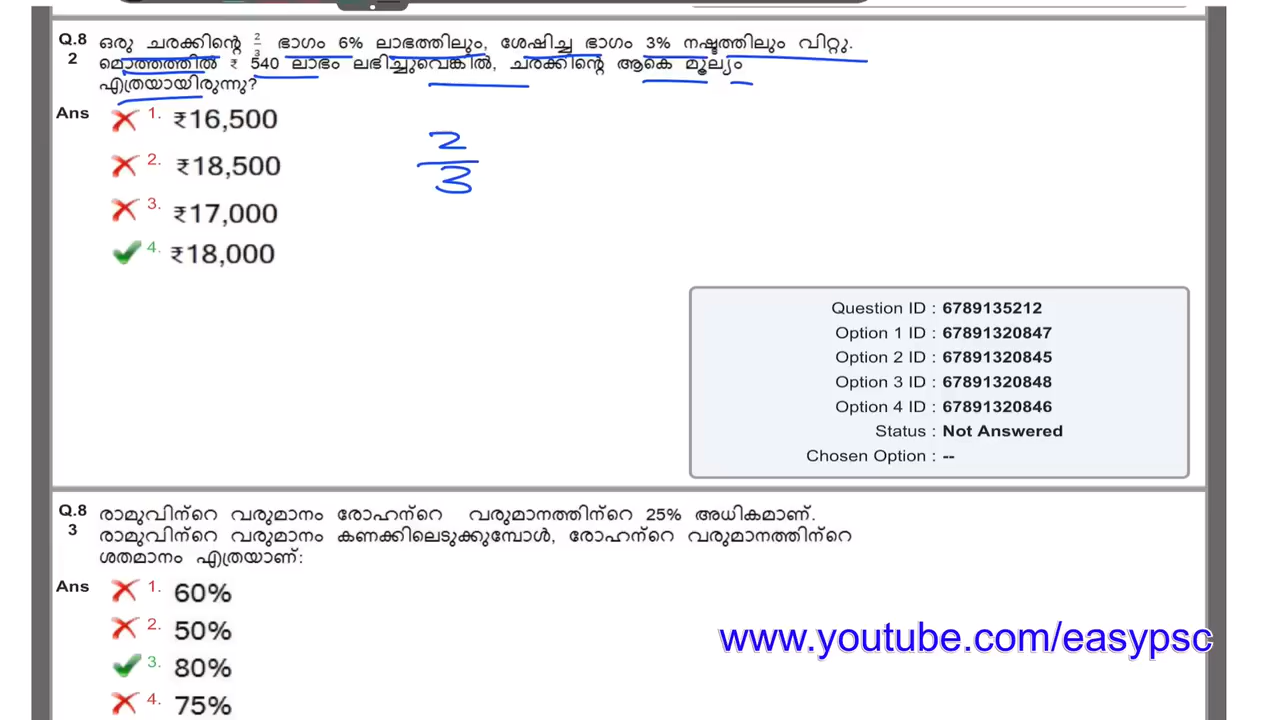 Q.8 ഒരു ചരക്കിന്റെ 2/3 ഭാഗം 6% ലാഭത്തിലും, ശേഷിച്ച ഭാഗം 3% നഷ്ടത്തിലും വിറ്റു.
2 മൊത്തത്തിൽ ₹ 540 ലാഭം ലഭിച്ചുവെങ്കിൽ, ചരക്കിന്റെ ആകെ മൂല്യം
എത്രയായിരുന്നു?
Ans 1. ₹16,500
2. ₹18,500
3. ₹17,000
4. ₹18,000
2
3
Question ID : 6789135212
Option 1 ID : 67891320847
Option 2 ID : 67891320845
Option 3 ID : 67891320848
Option 4 ID : 67891320846
Status : Not Answered
Chosen Option : --
Q.8 രാമുവിന്റെ വരുമാനം രോഹന്റെ വരുമാനത്തിന്റെ 25% അധികമാണ്.
3 രാമുവിന്റെ വരുമാനം കണക്കിലെടുക്കുമ്പോൾ, രോഹന്റെ വരുമാനത്തിന്റെ
ശതമാനം എത്രയാണ്:
Ans 1. 60%
2. 50%
3. 80%
4. 75%
www.youtube.com/easypsc